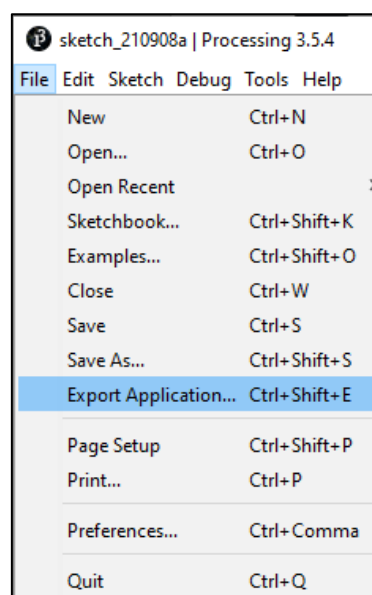 sketch_210908a | Processing 3.5.4
File Edit Sketch Debug Tools Help
New Ctrl+N
Open... Ctrl+O
Open Recent
Sketchbook... Ctrl+Shift+K
Examples... Ctrl+Shift+O
Close Ctrl+W
Save Ctrl+S
Save As... Ctrl+Shift+S
Export Application... Ctrl+Shift+E
Page Setup Ctrl+Shift+P
Print... Ctrl+P
Preferences... Ctrl+Comma
Quit Ctrl+Q